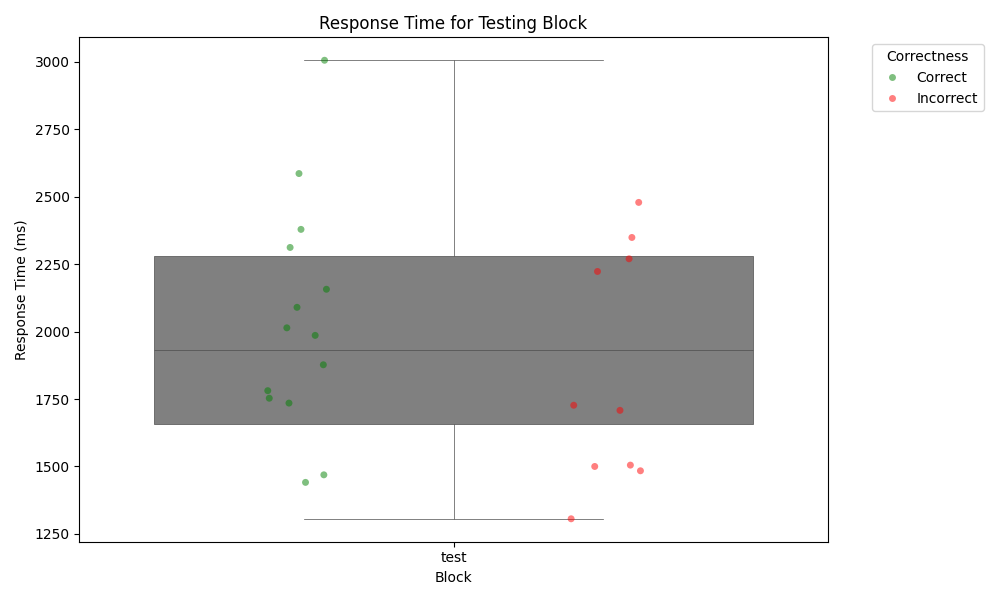 Response Time for Testing Block
Correctness
Correct
Incorrect
Response Time (ms)
3000
2750
2500
2250
2000
1750
1500
1250
test
Block